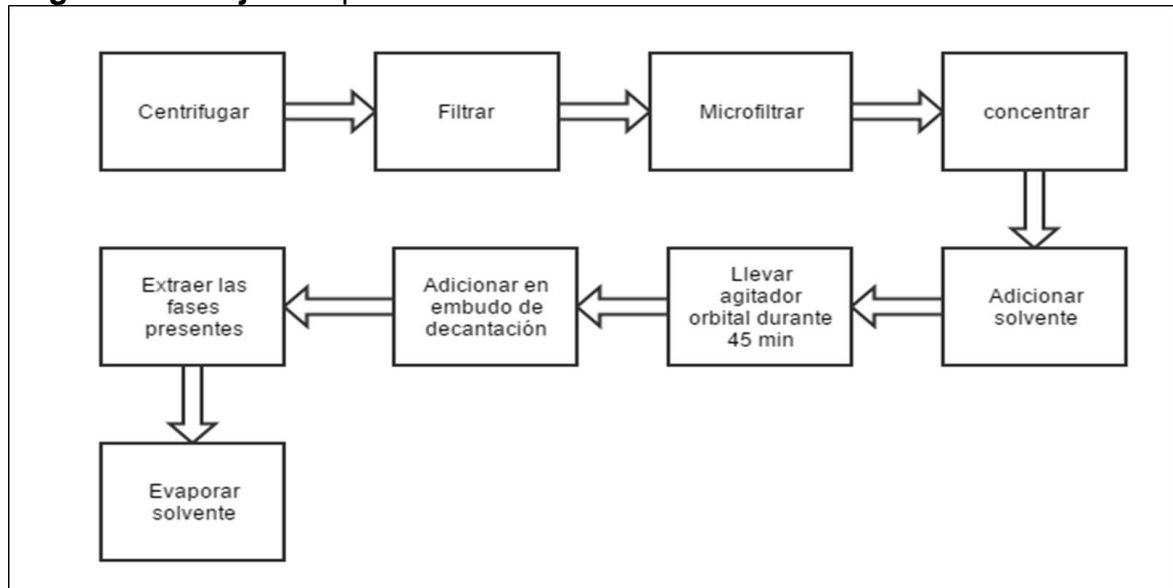 Centrifugar
Filtrar
Microfiltrar
concentrar
Adicionar
solvente
Llevar
agitador
orbital durante
45 min
Adicionar en
embudo de
decantación
Extraer las
fases
presentes
Evaporar
solvente